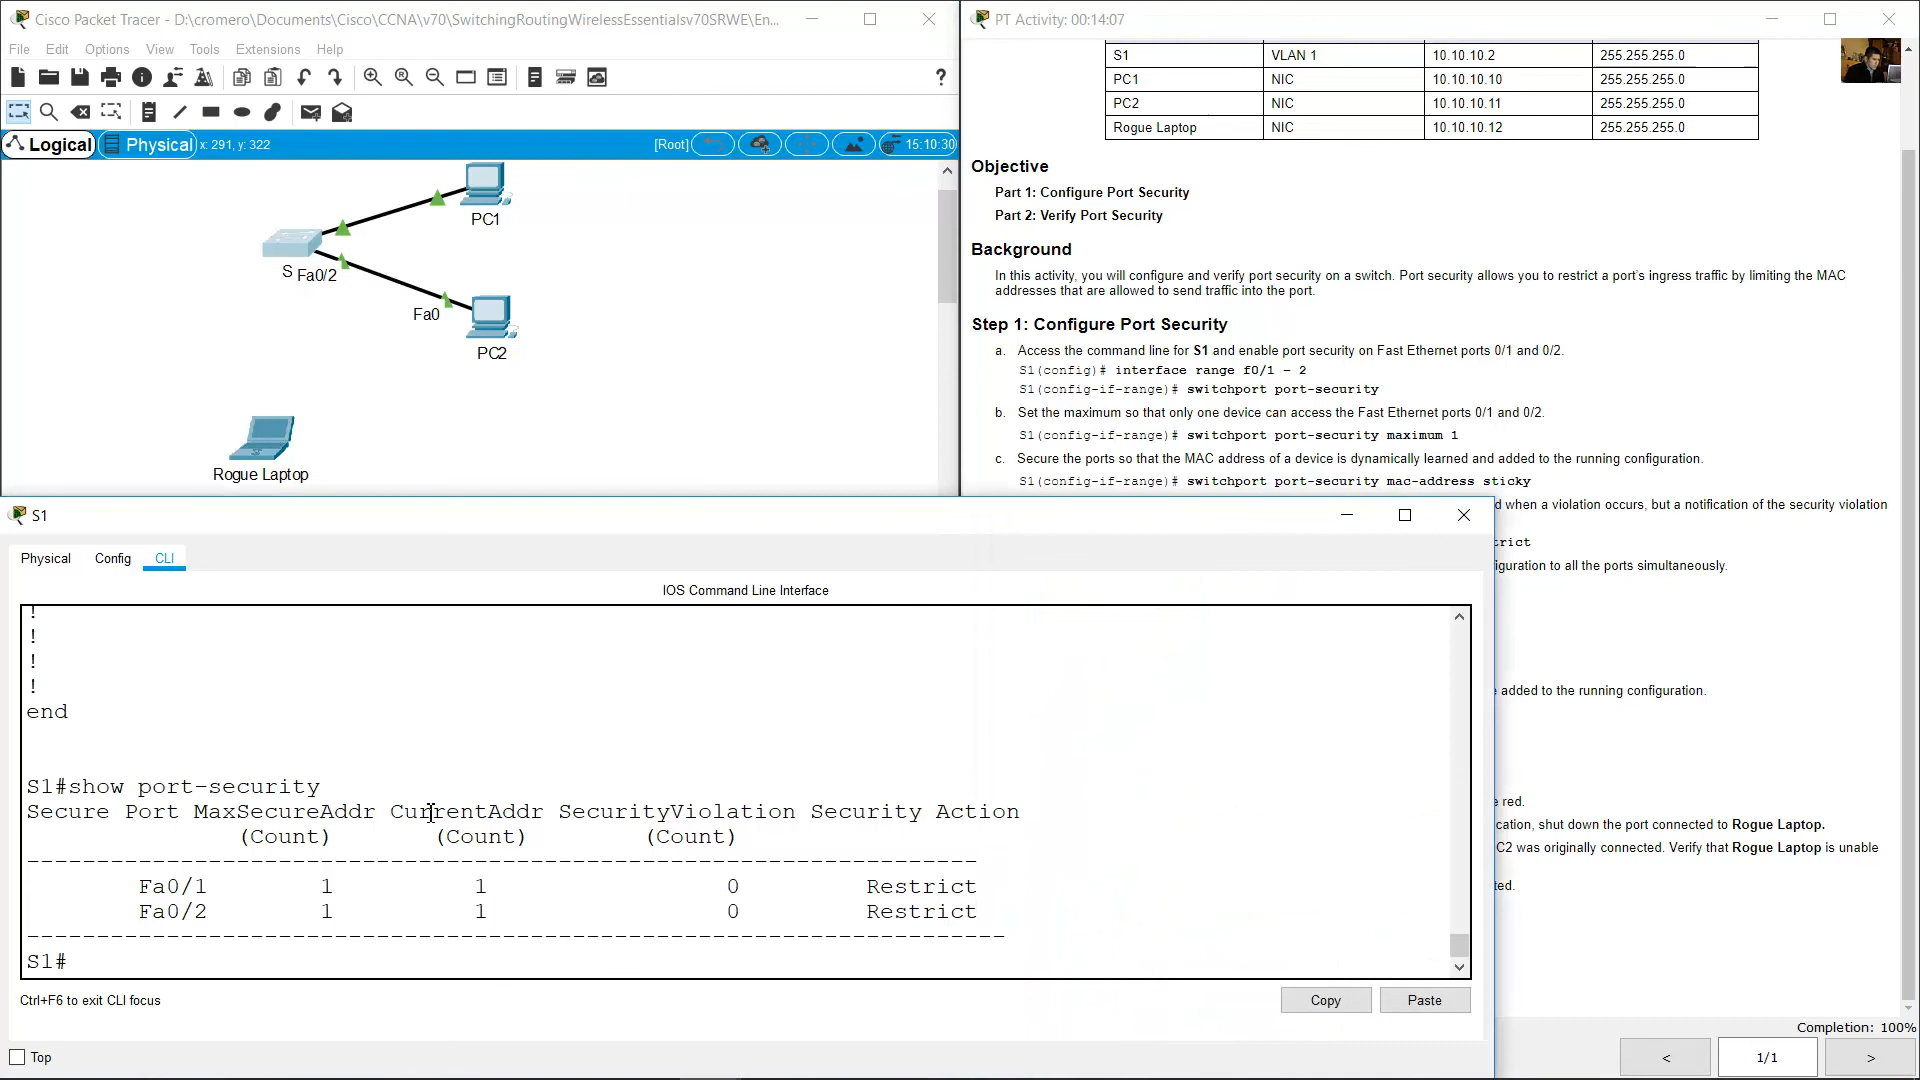 Cisco Packet Tracer - D:\cromero\Documents\Cisco\CCNA\v70\SwitchingRoutingWirelessEssentialsv70SRWE\En...
File Edit Options View Tools Extensions Help
Logical Physical x: 291, y: 322 [Root] 15:10:30
PC1
S Fa0/2
Fa0
PC2
Rogue Laptop
PT Activity: 00:14:07
S1 VLAN 1 10.10.10.2 255.255.255.0
PC1 NIC 10.10.10.10 255.255.255.0
PC2 NIC 10.10.10.11 255.255.255.0
Rogue Laptop NIC 10.10.10.12 255.255.255.0
Objective
Part 1: Configure Port Security
Part 2: Verify Port Security
Background
In this activity, you will configure and verify port security on a switch. Port security allows you to restrict a port's ingress traffic by limiting the MAC
addresses that are allowed to send traffic into the port.
Step 1: Configure Port Security
a. Access the command line for S1 and enable port security on Fast Ethernet ports 0/1 and 0/2.
S1(config)# interface range f0/1 – 2
S1(config-if-range)# switchport port-security
b. Set the maximum so that only one device can access the Fast Ethernet ports 0/1 and 0/2.
S1(config-if-range)# switchport port-security maximum 1
c. Secure the ports so that the MAC address of a device is dynamically learned and added to the running configuration.
S1(config-if-range)# switchport port-security mac-address sticky
d when a violation occurs, but a notification of the security violation
trict
iguration to all the ports simultaneously.
e added to the running configuration.
e red.
cation, shut down the port connected to Rogue Laptop.
C2 was originally connected. Verify that Rogue Laptop is unable
ted.
Completion: 100%
< 1/1 >
S1
Physical Config CLI
IOS Command Line Interface
!
!
!
!
end
S1#show port-security
Secure Port MaxSecureAddr CurrentAddr SecurityViolation Security Action
(Count) (Count) (Count)
--------------------------------------------------------------------
Fa0/1 1 1 0 Restrict
Fa0/2 1 1 0 Restrict
----------------------------------------------------------------------
S1#
Ctrl+F6 to exit CLI focus
Copy Paste
Top